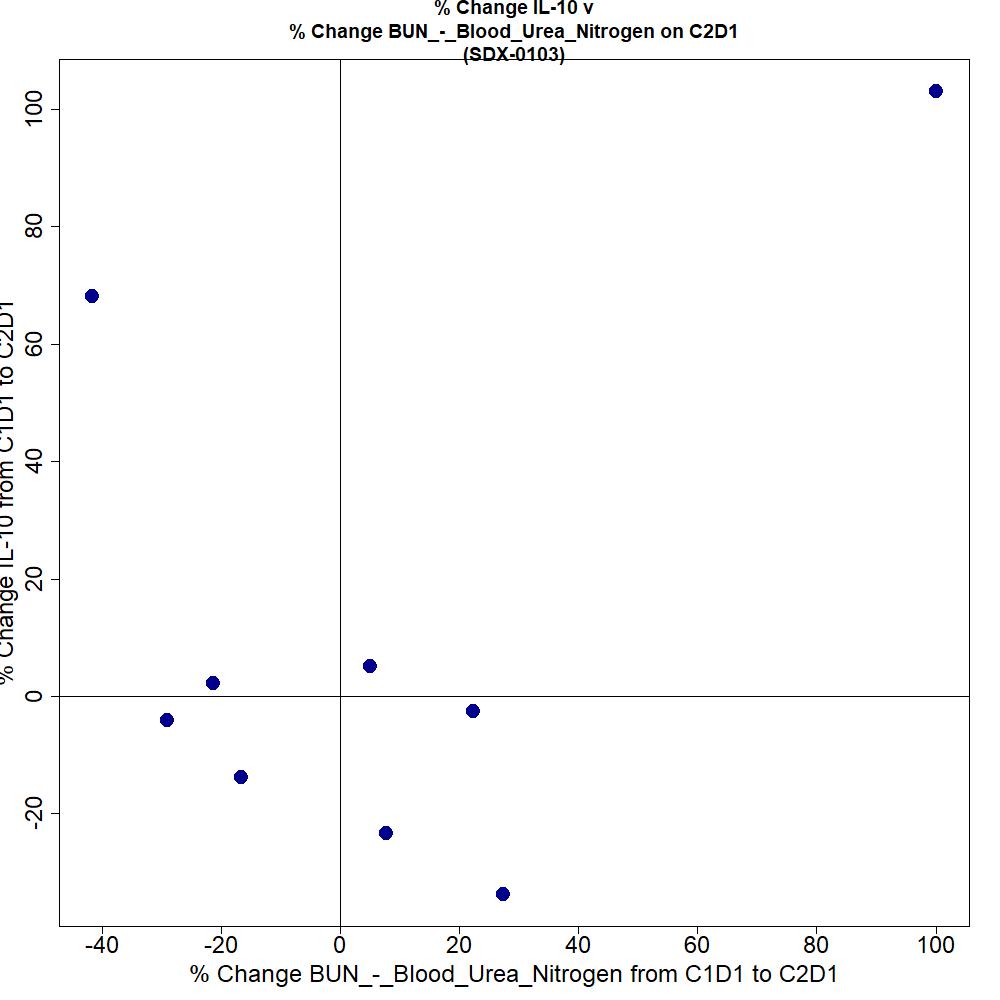 % Change IL-10 v
% Change BUN_-_Blood_Urea_Nitrogen on C2D1
(SDX-0103)
% Change IL-10 from C1D1 to C2D1
100
80
60
40
20
0
-20
-40 -20 0 20 40 60 80 100
% Change BUN_-_Blood_Urea_Nitrogen from C1D1 to C2D1